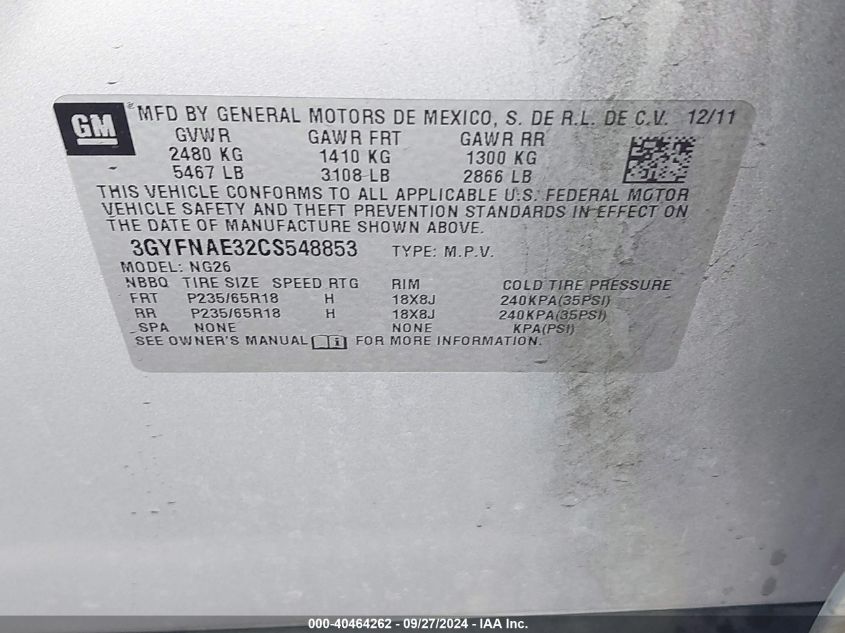 GM ® MFD BY GENERAL MOTORS DE MEXICO, S. DE R.L. DE C.V. 12/11
GVWR GAWR FRT GAWR RR
2480 KG 1410 KG 1300 KG
5467 LB 3108 LB 2866 LB
THIS VEHICLE CONFORMS TO ALL APPLICABLE U.S. FEDERAL MOTOR
VEHICLE SAFETY AND THEFT PREVENTION STANDARDS IN EFFECT ON
THE DATE OF MANUFACTURE SHOWN ABOVE.
3GYFNAE32CS548853 TYPE: M.P.V.
MODEL: NG26
NBBQ TIRE SIZE SPEED RTG RIM COLD TIRE PRESSURE
FRT P235/65R18 H 18X8J 240KPA(35PSI)
RR P235/65R18 H 18X8J 240KPA(35PSI)
SPA NONE NONE KPA(PSI)
SEE OWNER'S MANUAL FOR MORE INFORMATION.
000-40464262 - 09/27/2024 - IAA Inc.